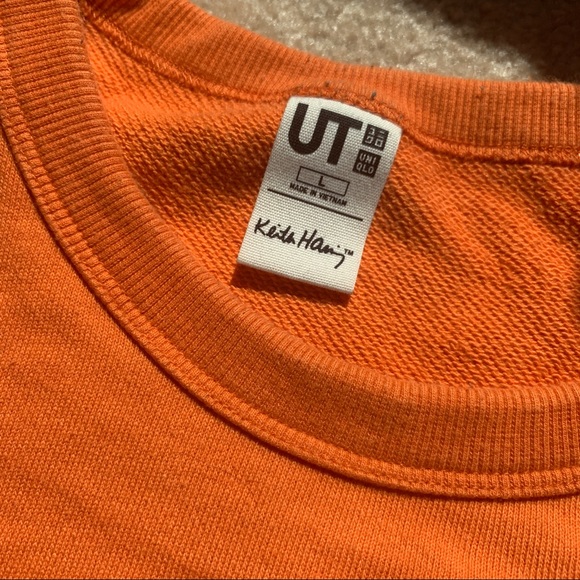 UT
ユニ
クロ
UNI
QLO
L
MADE IN VIETNAM
Keith Haring™